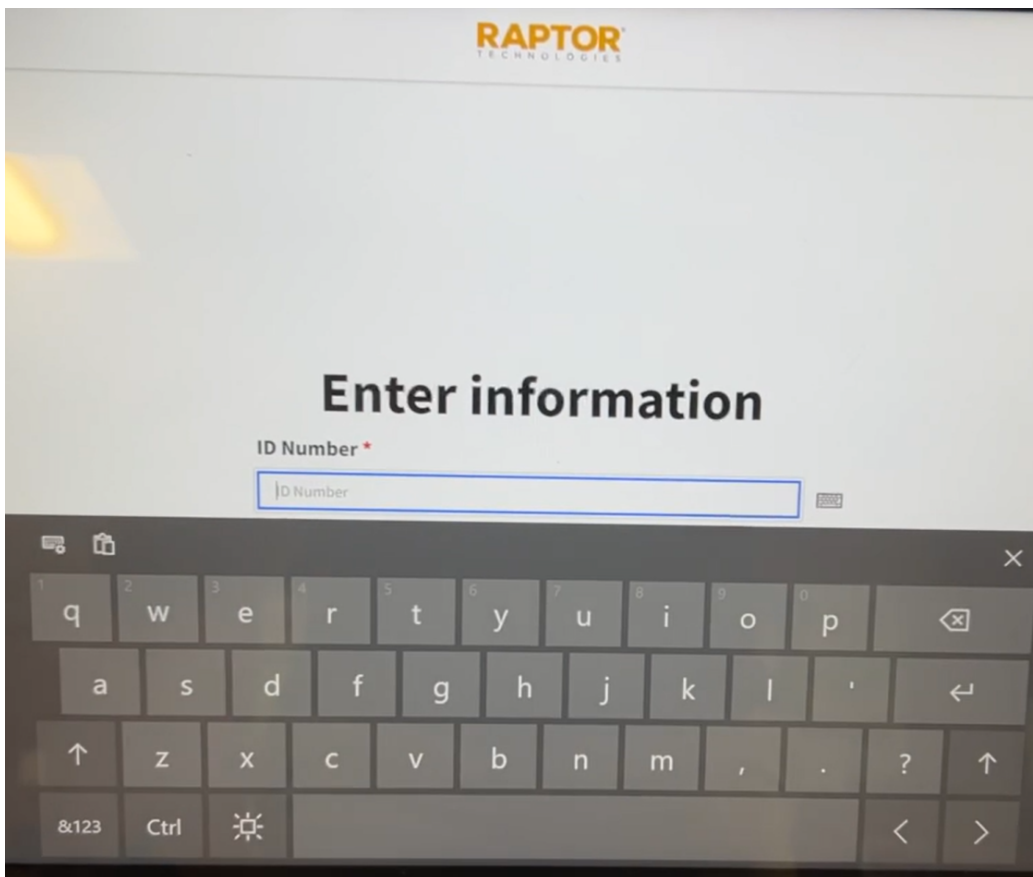 RAPTOR
TECHNOLOGIES
Enter information
ID Number *
ID Number
1 2 3 4 5 6 7 8 9 0
q w e r t y u i o p
a s d f g h j k l '
z x c v b n m , . ?
&123 Ctrl < >